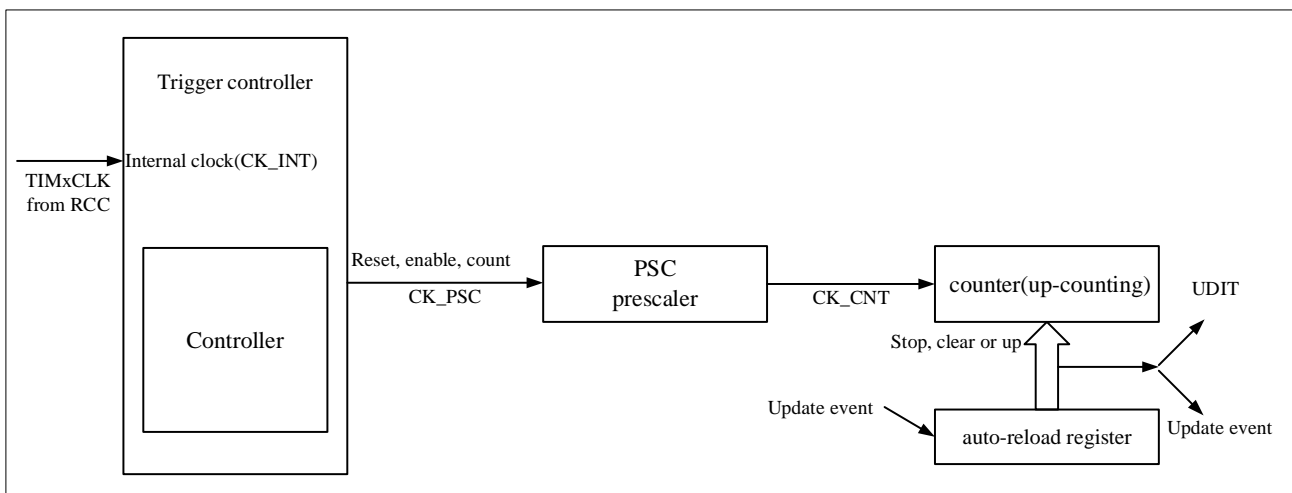 Trigger controller
Internal clock(CK_INT)
TIMxCLK
from RCC
Controller
Reset, enable, count
CK_PSC
PSC
prescaler
CK_CNT
counter(up-counting)
UDIT
Stop, clear or up
Update event
auto-reload register
Update event